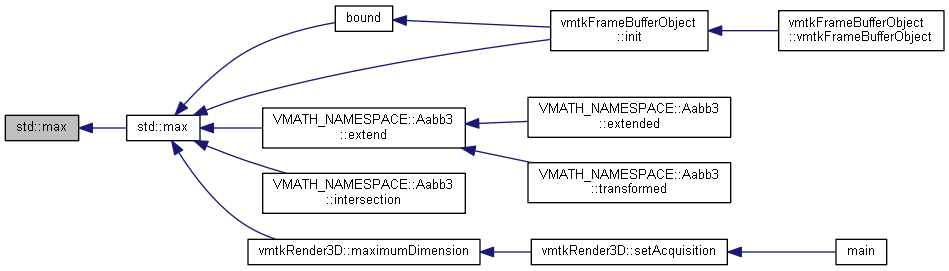 bound
vmtkFrameBufferObject
::init
vmtkFrameBufferObject
::vmtkFrameBufferObject
std::max
std::max
VMATH_NAMESPACE::Aabb3
::extend
VMATH_NAMESPACE::Aabb3
::extended
VMATH_NAMESPACE::Aabb3
::transformed
VMATH_NAMESPACE::Aabb3
::intersection
vmtkRender3D::maximumDimension
vmtkRender3D::setAcquisition
main